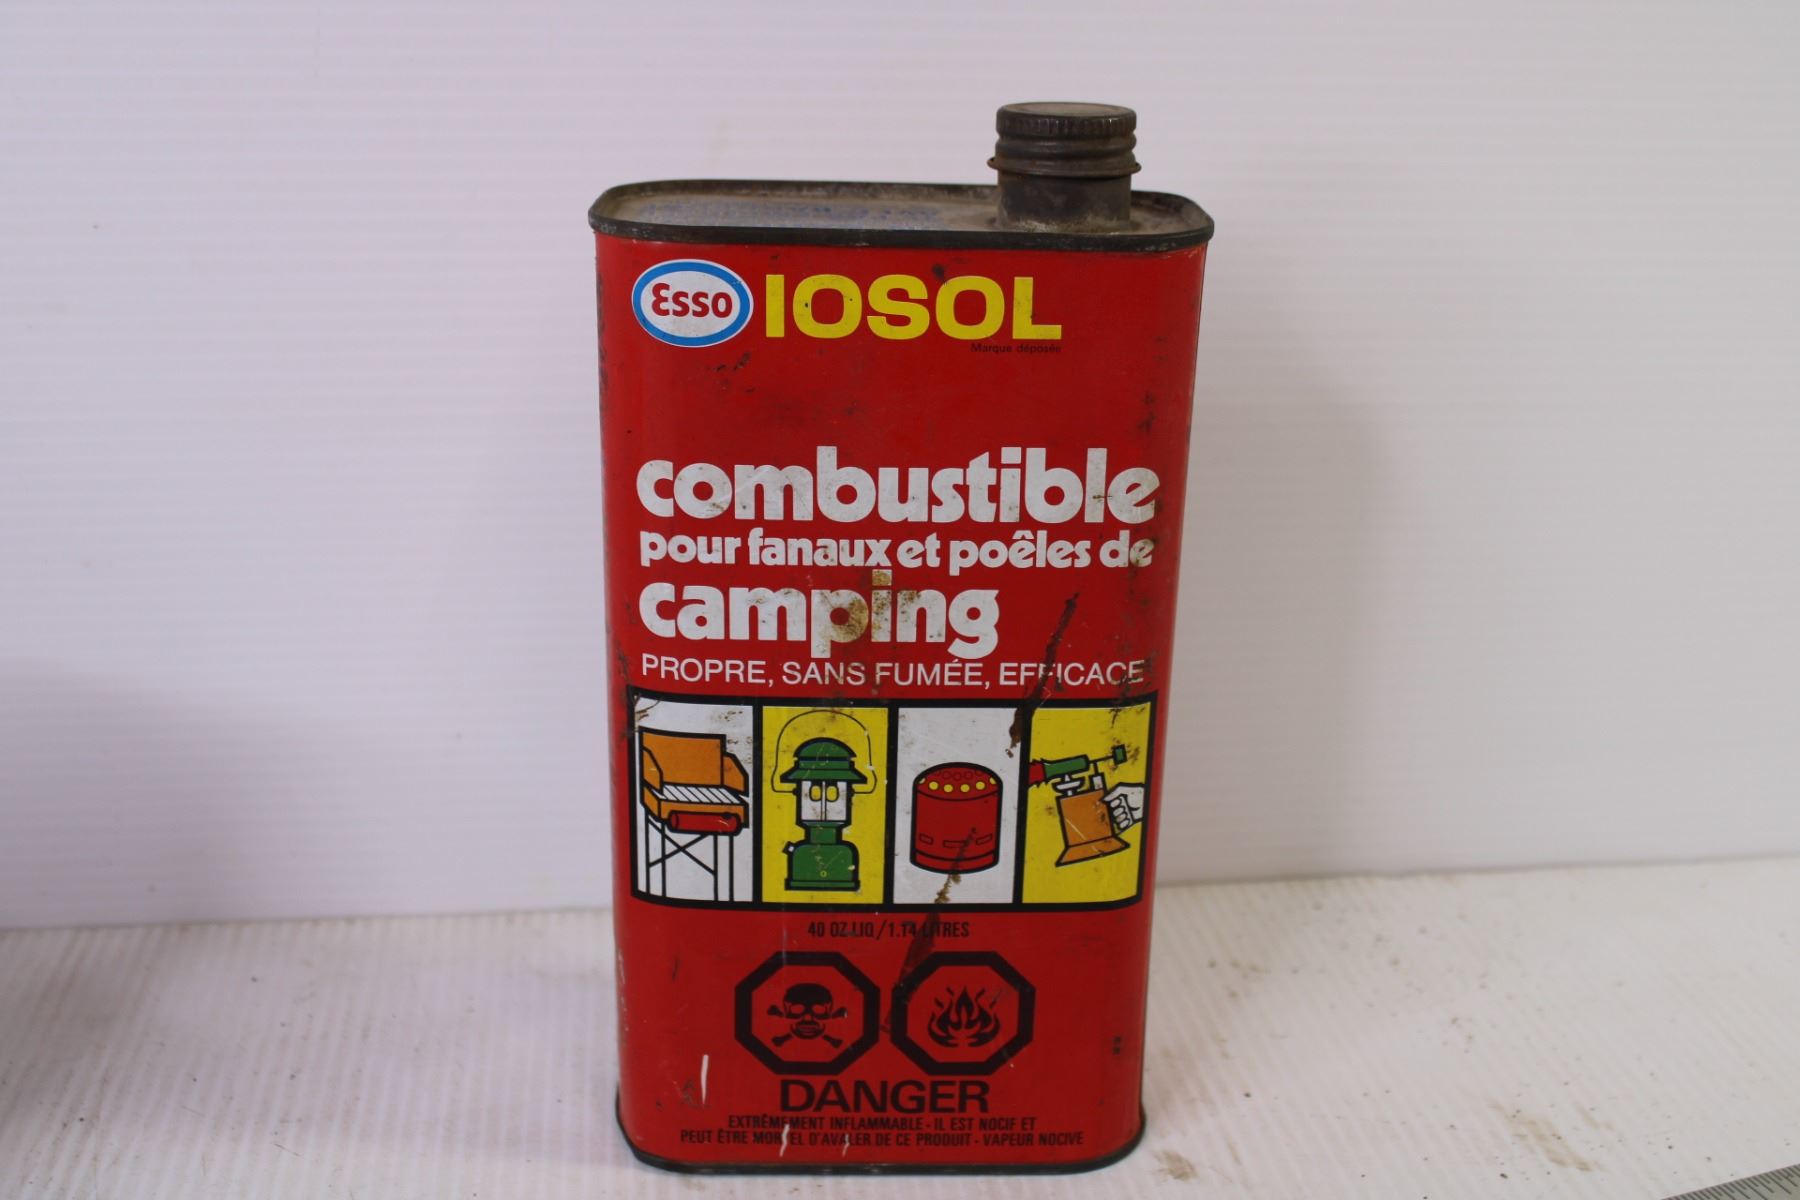 Esso IOSOL
Marque déposée
combustible
pour fanaux et poêles de
camping
PROPRE, SANS FUMÉE, EFFICACE
40 OZ LIQ/1.14 LITRES
DANGER
EXTRÊMEMENT INFLAMMABLE - IL EST NOCIF ET
PEUT ÊTRE MORTEL D'AVALER DE CE PRODUIT - VAPEUR NOCIVE